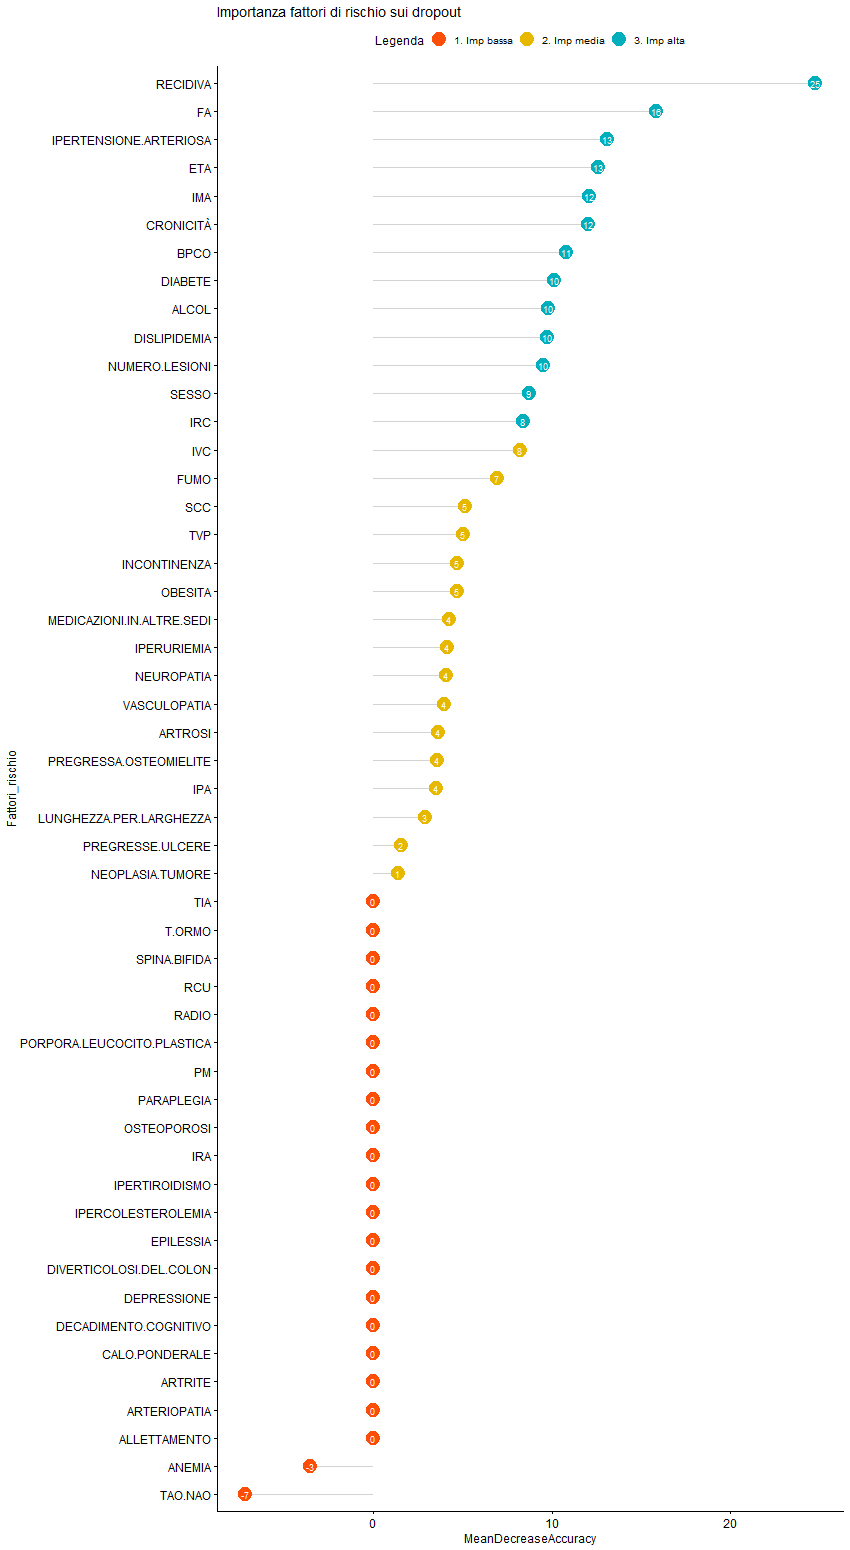 Importanza fattori di rischio sui dropout
Legenda 1. Imp bassa 2. Imp media 3. Imp alta
RECIDIVA 25
FA 16
IPERTENSIONE.ARTERIOSA 13
ETA 13
IMA 12
CRONICITÀ 12
BPCO 11
DIABETE 10
ALCOL 10
DISLIPIDEMIA 10
NUMERO.LESIONI 10
SESSO 9
IRC 8
IVC 8
FUMO 7
SCC 5
TVP 5
INCONTINENZA 5
OBESITA 5
MEDICAZIONI.IN.ALTRE.SEDI 4
IPERURIEMIA 4
NEUROPATIA 4
VASCULOPATIA 4
ARTROSI 4
PREGRESSA.OSTEOMIELITE 4
IPA 4
LUNGHEZZA.PER.LARGHEZZA 3
PREGRESSE.ULCERE 2
NEOPLASIA.TUMORE 1
TIA 0
T.ORMO 0
SPINA.BIFIDA 0
RCU 0
RADIO 0
PORPORA.LEUCOCITO.PLASTICA 0
PM 0
PARAPLEGIA 0
OSTEOPOROSI 0
IRA 0
IPERTIROIDISMO 0
IPERCOLESTEROLEMIA 0
EPILESSIA 0
DIVERTICOLOSI.DEL.COLON 0
DEPRESSIONE 0
DECADIMENTO.COGNITIVO 0
CALO.PONDERALE 0
ARTRITE 0
ARTERIOPATIA 0
ALLETTAMENTO 0
ANEMIA -3
TAO.NAO -7
Fattori_rischio
0 10 20
MeanDecreaseAccuracy